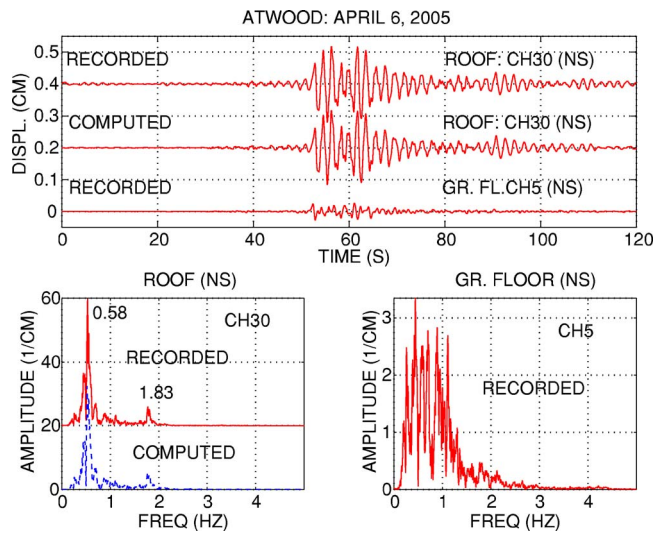 ATWOOD: APRIL 6, 2005
0.5
RECORDED ROOF: CH30 (NS)
0.4
0.3
COMPUTED ROOF: CH30 (NS)
0.2
0.1
RECORDED GR. FL.CH5 (NS)
0
DISPL. (CM)
0 20 40 60 80 100 120
TIME (S)
ROOF (NS)
60
0.58
CH30
40
RECORDED
1.83
20
COMPUTED
0
AMPLITUDE (1/CM)
0 1 2 3 4
FREQ (HZ)
GR. FLOOR (NS)
3
CH5
2
RECORDED
1
0
AMPLITUDE (1/CM)
0 1 2 3 4
FREQ (HZ)